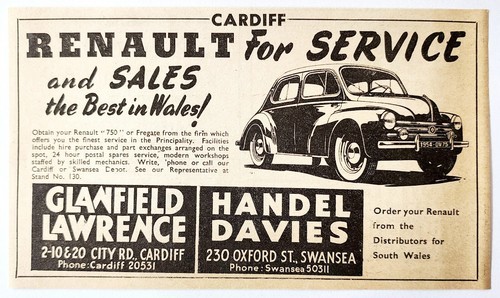 CARDIFF
RENAULT for SERVICE
and SALES
the Best in Wales!
Obtain your Renault "750" or Fregate from the firm which
offers you the finest service in the Principality. Facilities
include hire purchase and part exchanges arranged on the
spot, 24 hour postal spares service, modern workshops
staffed by skilled mechanics. Write, 'phone or call our
Cardiff or Swansea Depot. See our Representative at
Stand No. 130.
GLANFIELD
LAWRENCE
2-10 & 20 CITY RD., CARDIFF
Phone: Cardiff 20531
HANDEL
DAVIES
230 OXFORD ST., SWANSEA
Phone: Swansea 50311
Order your Renault
from the
Distributors for
South Wales